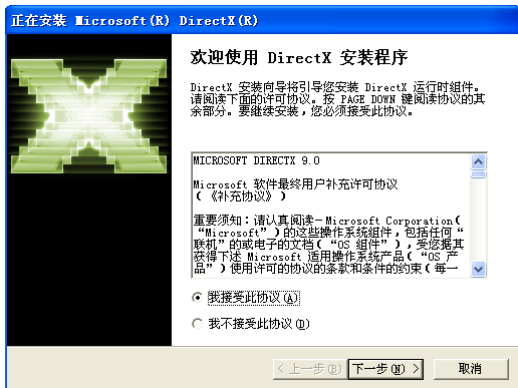 正在安装 Microsoft(R) DirectX(R)
欢迎使用 DirectX 安装程序
DirectX 安装向导将引导您安装 DirectX 运行时组件。
请阅读下面的许可协议。按 PAGE DOWN 键阅读协议的其
余部分。要继续安装，您必须接受此协议。
MICROSOFT DIRECTX 9.0
Microsoft 软件最终用户补充许可协议
（《补充协议》）
重要须知：请认真阅读－Microsoft Corporation（
“Microsoft”）的这些操作系统组件，包括任何“
联机”的或电子的文档（“OS 组件”），受您据其
获得下述 Microsoft 适用操作系统产品（“OS 产
品”）使用许可的协议的条款和条件的约束（每一
我接受此协议(A)
我不接受此协议(D)
< 上一步(B) 下一步(N) > 取消